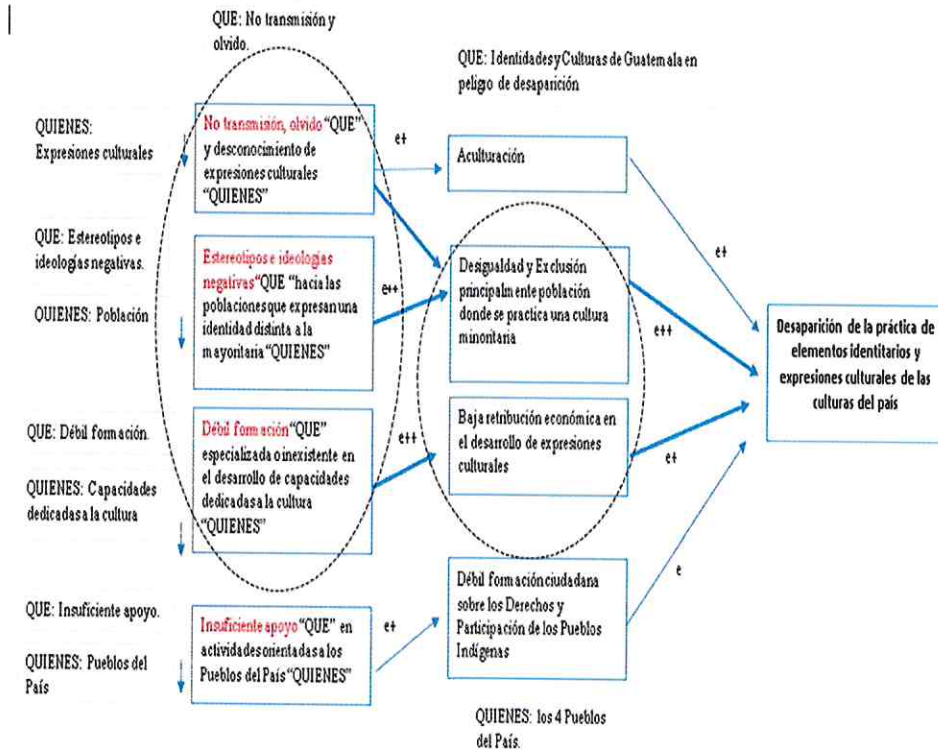 QUE: No transmisión y
olvido.
QUE: Identidades y Culturas de Guatemala en
peligro de desaparición
QUIENES:
Expresiones culturales
No transmisión, olvido “QUE”
y desconocimiento de
expresiones culturales
“QUIENES”
e+
Aculturación
e+
QUE: Estereotipos e
ideologías negativas.
QUIENES: Población
Estereotipos e ideologías
negativas“QUE “hacia las
poblaciones que expresan una
identidad distinta a la
mayoritaria “QUIENES”
e++
Desigualdad y Exclusión
principalmente población
donde se practica una cultura
minoritaria
e++
Desaparición de la práctica de
elementos identitarios y
expresiones culturales de las
culturas del país
QUE: Débil formación.
QUIENES: Capacidades
dedicadas a la cultura
Débil formación “QUE”
especializada o inexistente en
el desarrollo de capacidades
dedicadas a la cultura
“QUIENES”
e++
Baja retribución económica en
el desarrollo de expresiones
culturales
e+
QUE: Insuficiente apoyo.
QUIENES: Pueblos del
País
Insuficiente apoyo “QUE” en
actividades orientadas a los
Pueblos del País “QUIENES”
e+
Débil formación ciudadana
sobre los Derechos y
Participación de los Pueblos
Indígenas
e
QUIENES: los 4 Pueblos
del País.